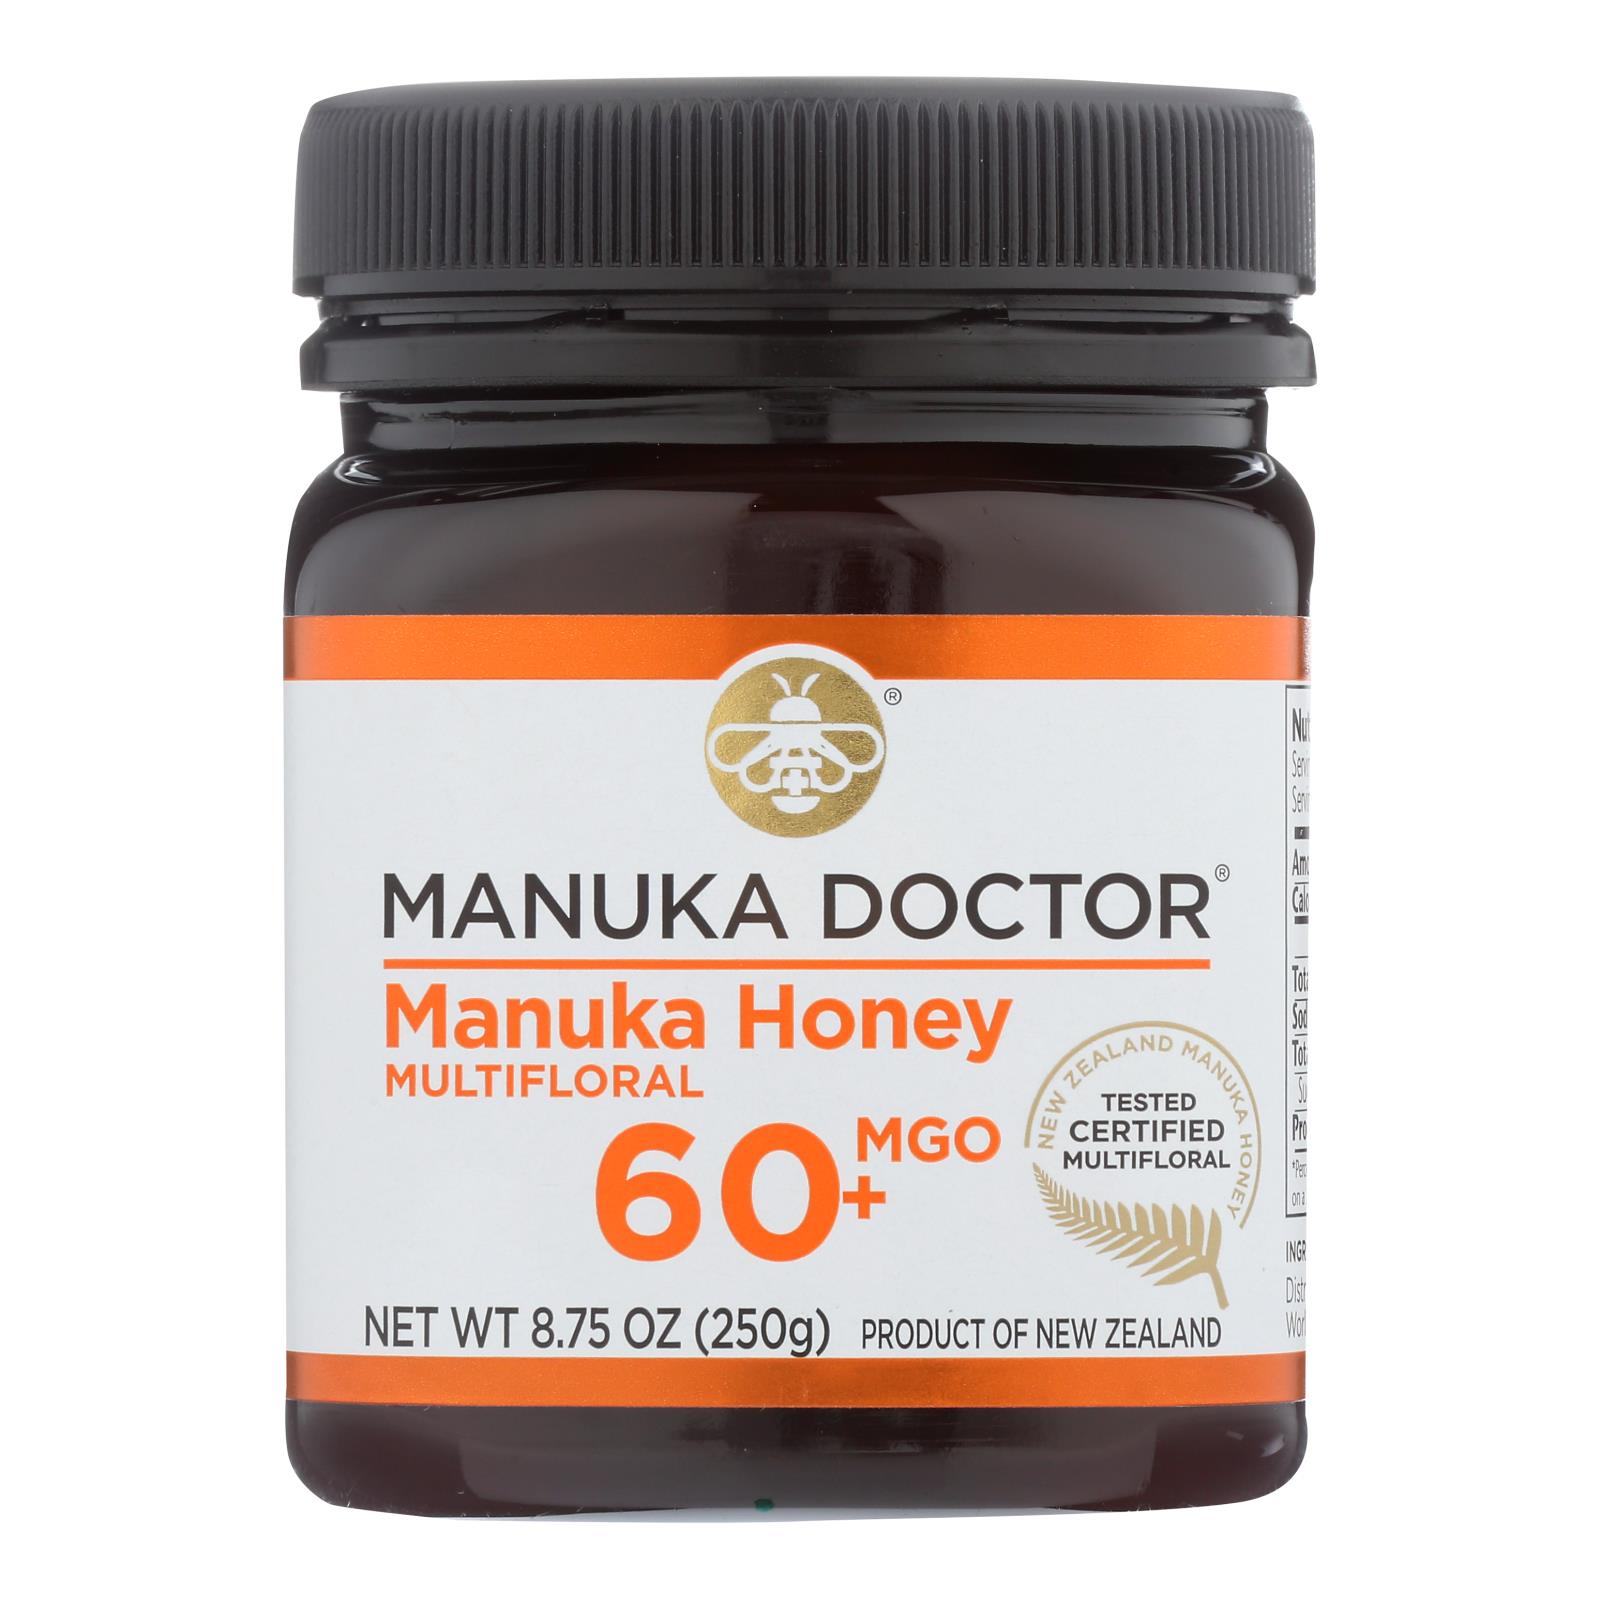 ®
MANUKA DOCTOR®
Manuka Honey
MULTIFLORAL
60+ MGO
NEW ZEALAND MANUKA HONEY
TESTED
CERTIFIED
MULTIFLORAL
NET WT 8.75 OZ (250g) PRODUCT OF NEW ZEALAND